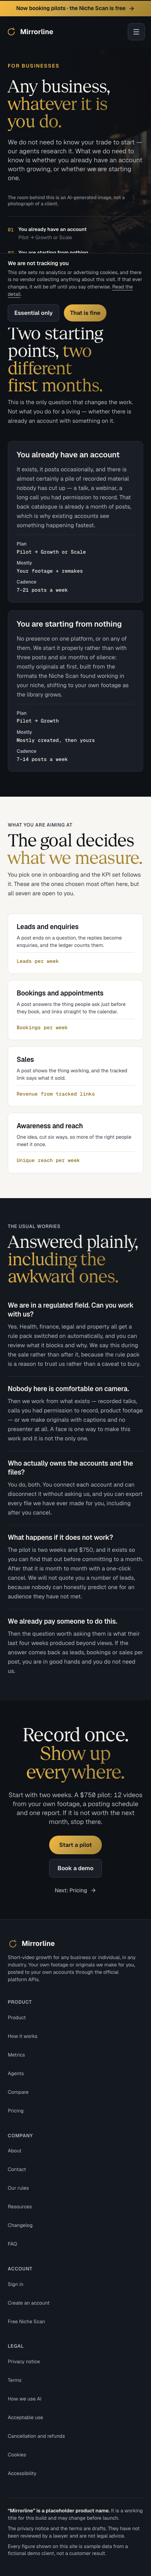 Now booking pilots · the Niche Scan is free →
Mirrorline
FOR BUSINESSES
Any business,
whatever it is
you do.
We do not need to know your trade to start —
our agents research it. What we do need to
know is whether you already have an account
worth growing, or whether we are starting
one.
The room behind this is an AI-generated image, not a
photograph of a client.
01 You already have an account
Pilot → Growth or Scale
We are not tracking you
This site sets no analytics or advertising cookies, and there
is no vendor collecting anything about this visit. If that ever
changes, it will be off until you say otherwise. Read the
detail.
Essential only
That is fine
Two starting
points, two
different
first months.
This is the only question that changes the work.
Not what you do for a living — whether there is
already an account with something on it.
You already have an account
It exists, it posts occasionally, and there is
almost certainly a pile of recorded material
nobody has cut up — a talk, a webinar, a
long call you had permission to record. That
back catalogue is already a month of posts,
which is why existing accounts see
something happening fastest.
Plan
Pilot → Growth or Scale
Mostly
Your footage + remakes
Cadence
7–21 posts a week
You are starting from nothing
No presence on one platform, or on any of
them. We start it properly rather than with
three posts and six months of silence:
mostly originals at first, built from the
formats the Niche Scan found working in
your niche, shifting to your own footage as
the library grows.
Plan
Pilot → Growth
Mostly
Mostly created, then yours
Cadence
7–14 posts a week
WHAT YOU ARE AIMING AT
The goal decides
what we measure.
You pick one in onboarding and the KPI set follows
it. These are the ones chosen most often here, but
all seven are open to you.
Leads and enquiries
A post ends on a question, the replies become
enquiries, and the ledger counts them.
Leads per week
Bookings and appointments
A post answers the thing people ask just before
they book, and links straight to the calendar.
Bookings per week
Sales
A post shows the thing working, and the tracked
link says what it sold.
Revenue from tracked links
Awareness and reach
One idea, cut six ways, so more of the right people
meet it once.
Unique reach per week
THE USUAL WORRIES
Answered plainly,
including the
awkward ones.
We are in a regulated field. Can you work
with us?
Yes. Health, finance, legal and property all get a
rule pack switched on automatically, and you can
review what it blocks and why. We say this during
the sale rather than after it, because the rule pack
is a reason to trust us rather than a caveat to bury.
Nobody here is comfortable on camera.
Then we work from what exists — recorded talks,
calls you had permission to record, product footage
— or we make originals with captions and no
presenter at all. A face is one way to make this
work and it is not the only one.
Who actually owns the accounts and the
files?
You do, both. You connect each account and can
disconnect it without asking us, and you can export
every file we have ever made for you, including
after you cancel.
What happens if it does not work?
The pilot is two weeks and $750, and it exists so
you can find that out before committing to a month.
After that it is month to month with a one-click
cancel. We will not quote you a number of leads,
because nobody can honestly predict one for an
audience they have not met.
We already pay someone to do this.
Then the question worth asking them is what their
last four weeks produced beyond views. If the
answer comes back as leads, bookings or sales per
post, you are in good hands and you do not need
us.
Record once.
Show up
everywhere.
Start with two weeks. A $750 pilot: 12 videos
from your own footage, a posting schedule
and one report. If it is not worth the next
month, stop there.
Start a pilot
Book a demo
Next: Pricing →
Mirrorline
Short-video growth for any business or individual, in any
industry. Your own footage or originals we make for you,
posted to your own accounts through the official
platform APIs.
PRODUCT
Product
How it works
Metrics
Agents
Compare
Pricing
COMPANY
About
Contact
Our rules
Resources
Changelog
FAQ
ACCOUNT
Sign in
Create an account
Free Niche Scan
LEGAL
Privacy notice
Terms
How we use AI
Acceptable use
Cancellation and refunds
Cookies
Accessibility
"Mirrorline" is a placeholder product name. It is a working
title for this build and may change before launch.
The privacy notice and the terms are drafts. They have not
been reviewed by a lawyer and are not legal advice.
Every figure shown on this site is sample data from a
fictional demo client, not a customer result.